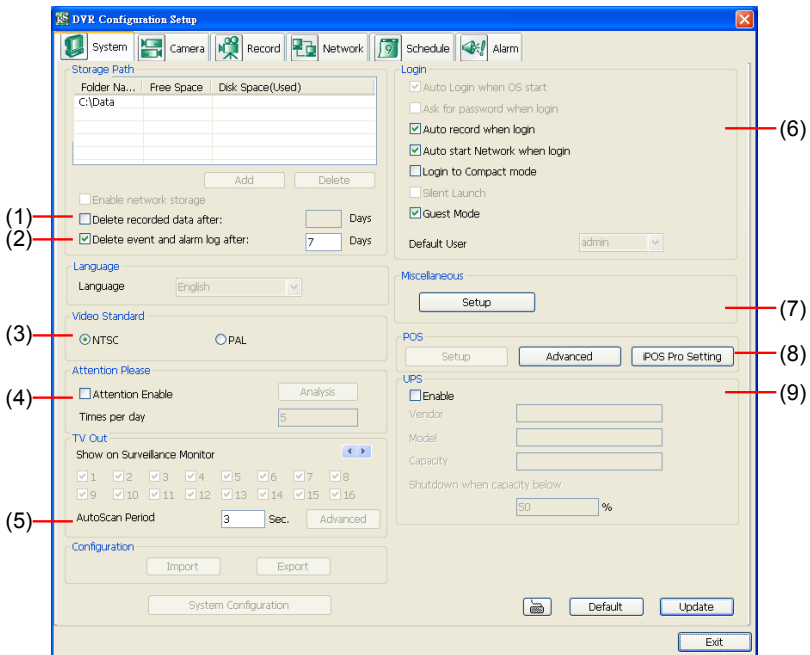 DVR Configuration Setup
System
Camera
Record
Network
Schedule
9
Alarm
Storage Path
Folder Na...
Free Space
Disk Space(Used)
C:\Data
Add
Delete
Enable network storage
(1)
Delete recorded data after:
Days
(2)
Delete event and alarm log after:
7
Days
Language
Language
English
Video Standard
(3)
NTSC
PAL
Attention Please
(4)
Attention Enable
Analysis
Times per day
5
TV Out
Show on Surveillance Monitor
1 2 3 4 5 6 7 8
9 10 11 12 13 14 15 16
(5)
AutoScan Period
3
Sec.
Advanced
Configuration
Import
Export
System Configuration
Login
Auto Login when OS start
Ask for password when login
Auto record when login
(6)
Auto start Network when login
Login to Compact mode
Silent Launch
Guest Mode
Default User
admin
Miscellaneous
Setup
(7)
POS
Setup
Advanced
iPOS Pro Setting
(8)
UPS
Enable
(9)
Vendor
Model
Capacity
Shutdown when capacity below
50
%
Default
Update
Exit